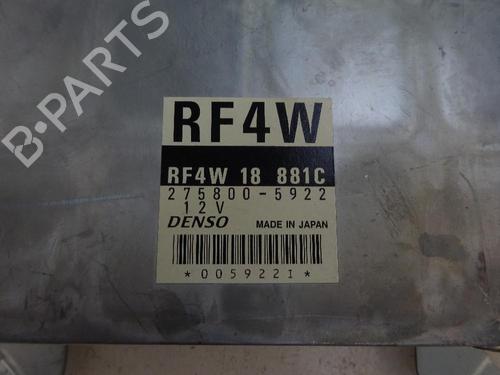 B-PARTS
RF4W
RF4W 18 881C
275800-5922
12V
DENSO MADE IN JAPAN
*0059221*